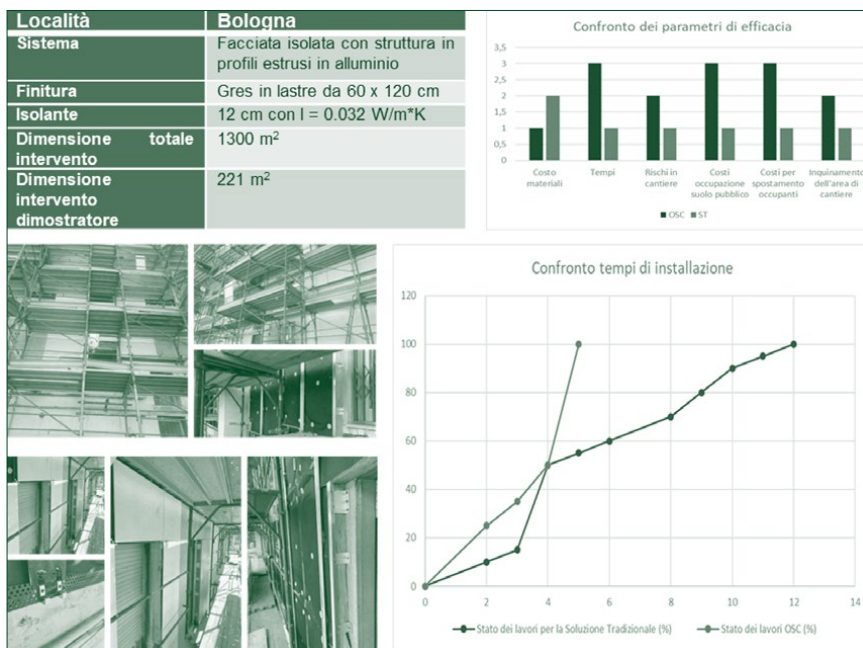 Località Bologna
Sistema Facciata isolata con struttura in
profili estrusi in alluminio
Finitura Gres in lastre da 60 x 120 cm
Isolante 12 cm con l = 0.032 W/m*K
Dimensione totale 1300 m²
intervento
Dimensione 221 m²
intervento
dimostratore
Confronto dei parametri di efficacia
3,5
3
2,5
2
1,5
1
0,5
0
Costo
materiali
Tempi
Rischi in
cantiere
Costi
occupazione
suolo pubblico
Costi per
spostamento
occupanti
Inquinamento
dell'area di
cantiere
OSC ST
Confronto tempi di installazione
120
100
80
60
40
20
0
0 2 4 6 8 10 12 14
Stato dei lavori per la Soluzione Tradizionale (%) Stato dei lavori OSC (%)